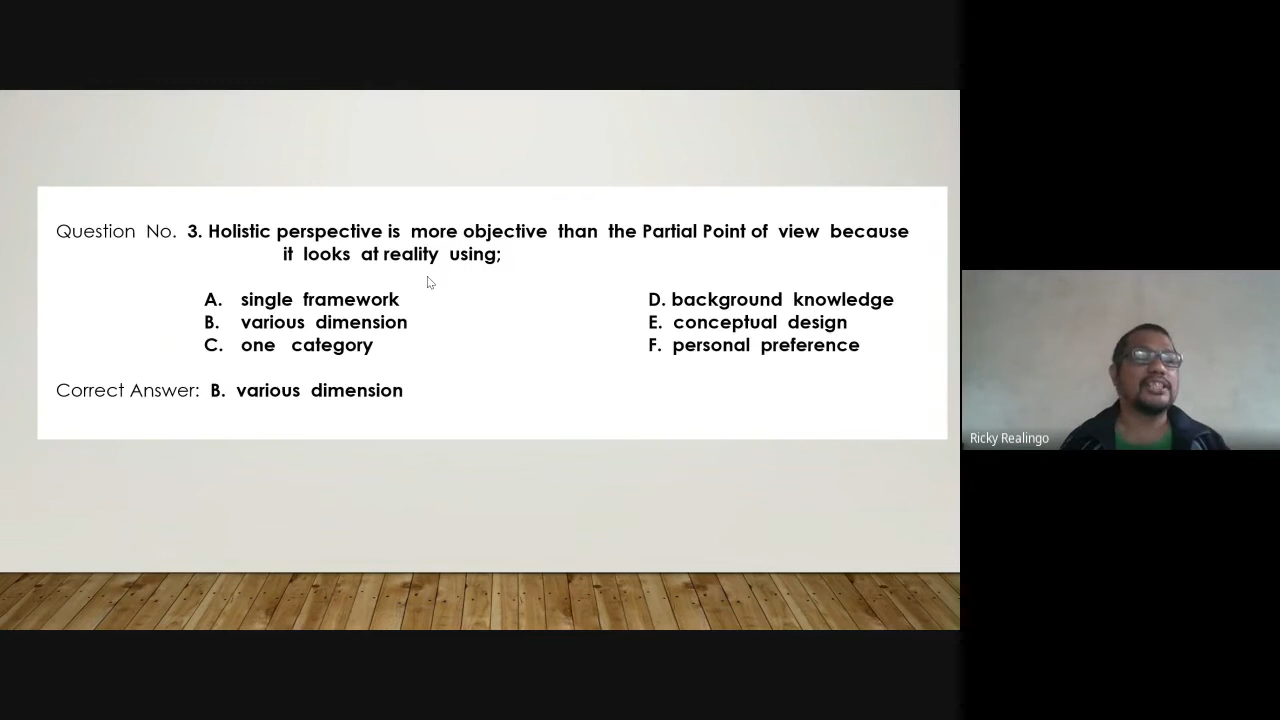 Question No. 3. Holistic perspective is more objective than the Partial Point of view because
it looks at reality using;
A. single framework
B. various dimension
C. one category
D. background knowledge
E. conceptual design
F. personal preference
Correct Answer: B. various dimension
Ricky Realingo